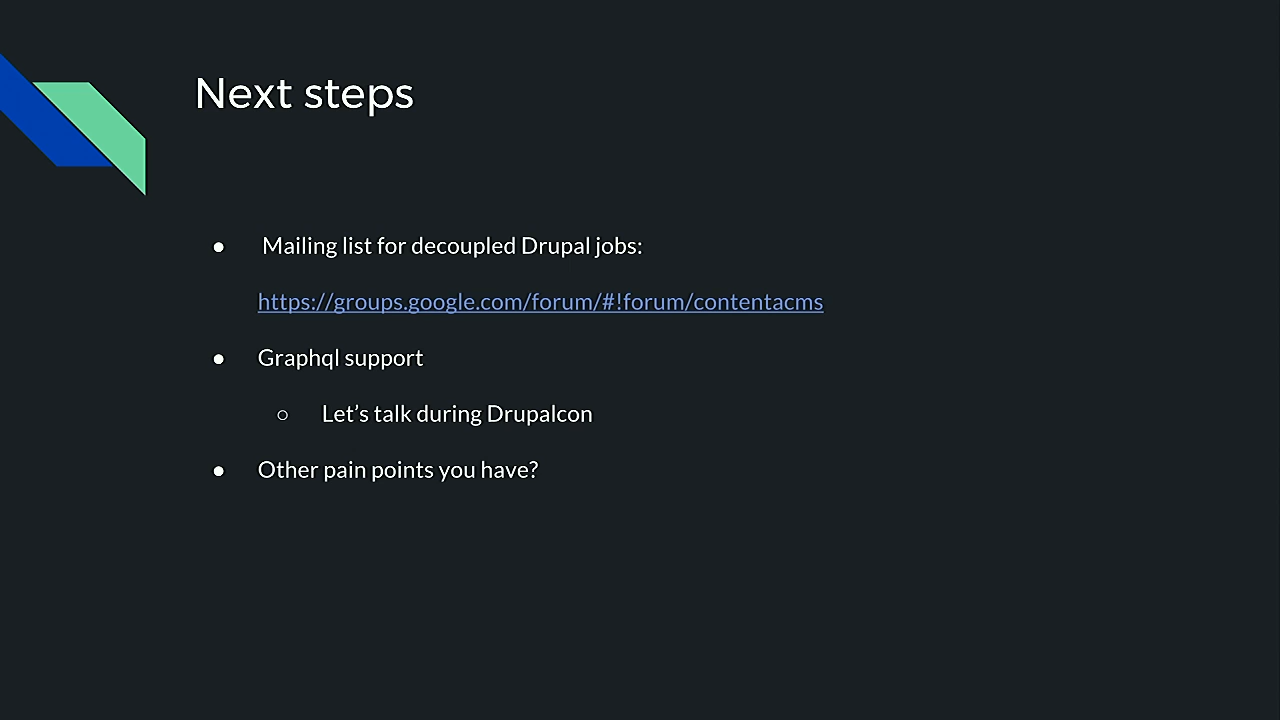 Next steps
● Mailing list for decoupled Drupal jobs:
https://groups.google.com/forum/#!forum/contentacms
● Graphql support
○ Let’s talk during Drupalcon
● Other pain points you have?